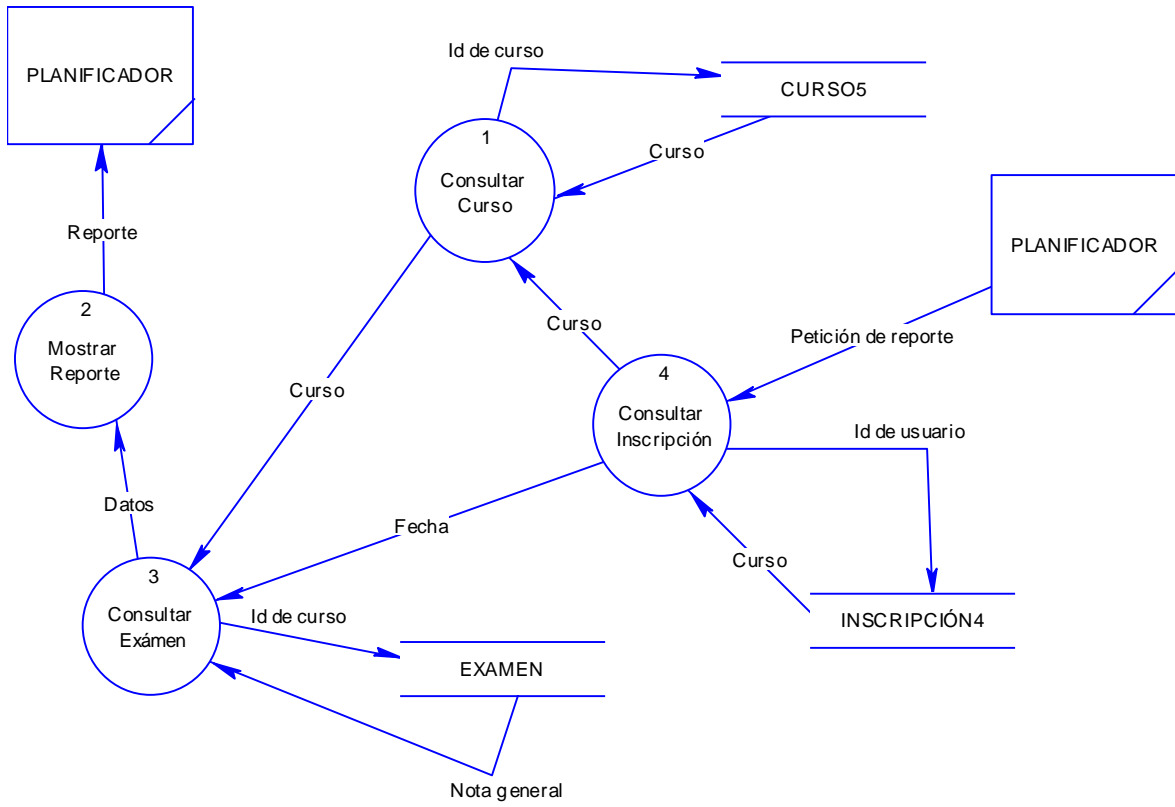 Id de curso
PLANIFICADOR
CURSO5
1
Curso
Consultar
Curso
PLANIFICADOR
Reporte
2
Curso
Petición de reporte
Mostrar
Reporte
4
Curso
Consultar
Inscripción
Id de usuario
Datos
Fecha
Curso
3
Consultar
Exámen
Id de curso
INSCRIPCIÓN4
EXAMEN
Nota general